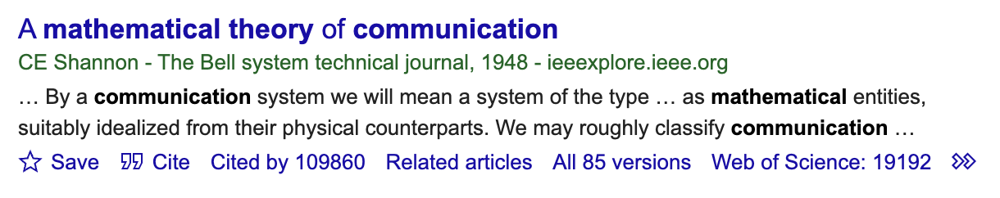 A mathematical theory of communication
CE Shannon - The Bell system technical journal, 1948 - ieeexplore.ieee.org
… By a communication system we will mean a system of the type … as mathematical entities,
suitably idealized from their physical counterparts. We may roughly classify communication …
Save Cite Cited by 109860 Related articles All 85 versions Web of Science: 19192